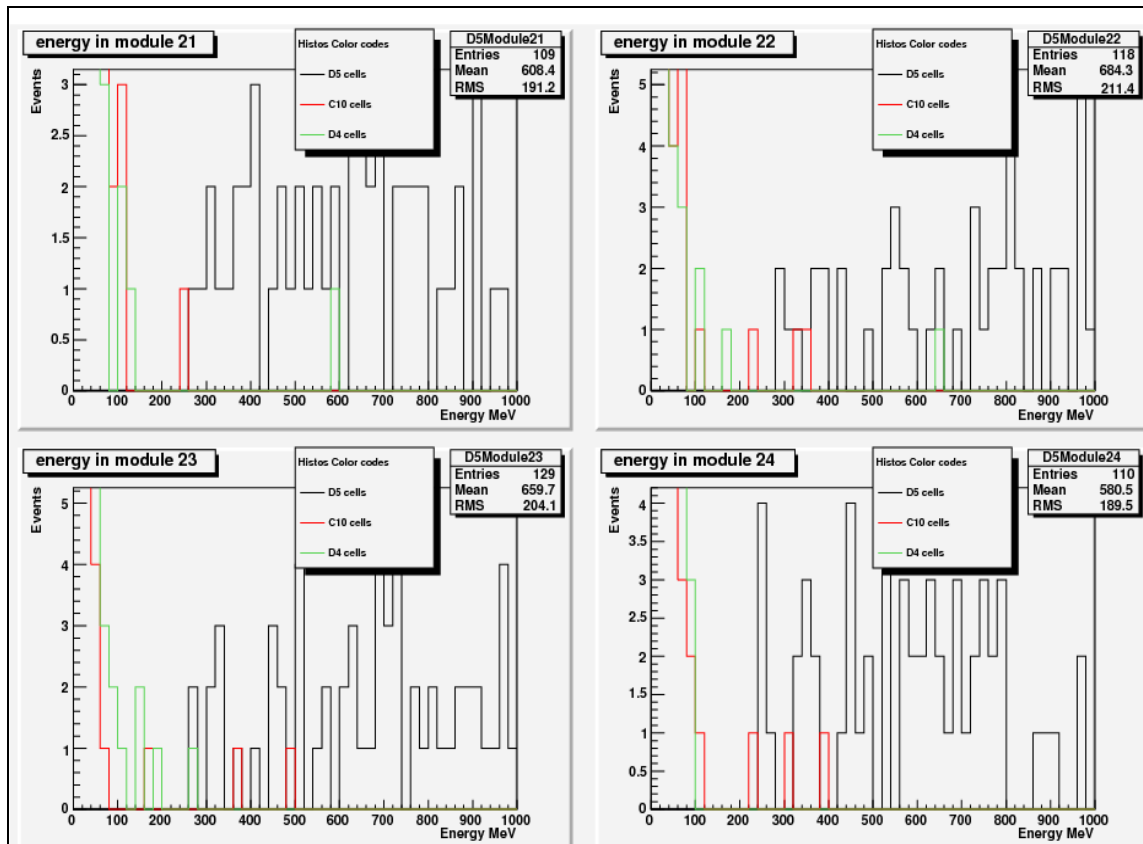 energy in module 21
Histos Color codes
D5 cells
C10 cells
D4 cells
D5Module21
Entries 109
Mean 608.4
RMS 191.2
Events
3
2.5
2
1.5
1
0.5
0
0 100 200 300 400 500 600 700 800 900 1000
Energy MeV
energy in module 22
Histos Color codes
D5 cells
C10 cells
D4 cells
D5Module22
Entries 118
Mean 684.3
RMS 211.4
Events
5
4
3
2
1
0
0 100 200 300 400 500 600 700 800 900 1000
Energy MeV
energy in module 23
Histos Color codes
D5 cells
C10 cells
D4 cells
D5Module23
Entries 129
Mean 659.7
RMS 204.1
Events
5
4
3
2
1
0
0 100 200 300 400 500 600 700 800 900 1000
Energy MeV
energy in module 24
Histos Color codes
D5 cells
C10 cells
D4 cells
D5Module24
Entries 110
Mean 580.5
RMS 189.5
Events
4
3.5
3
2.5
2
1.5
1
0.5
0
0 100 200 300 400 500 600 700 800 900 1000
Energy MeV